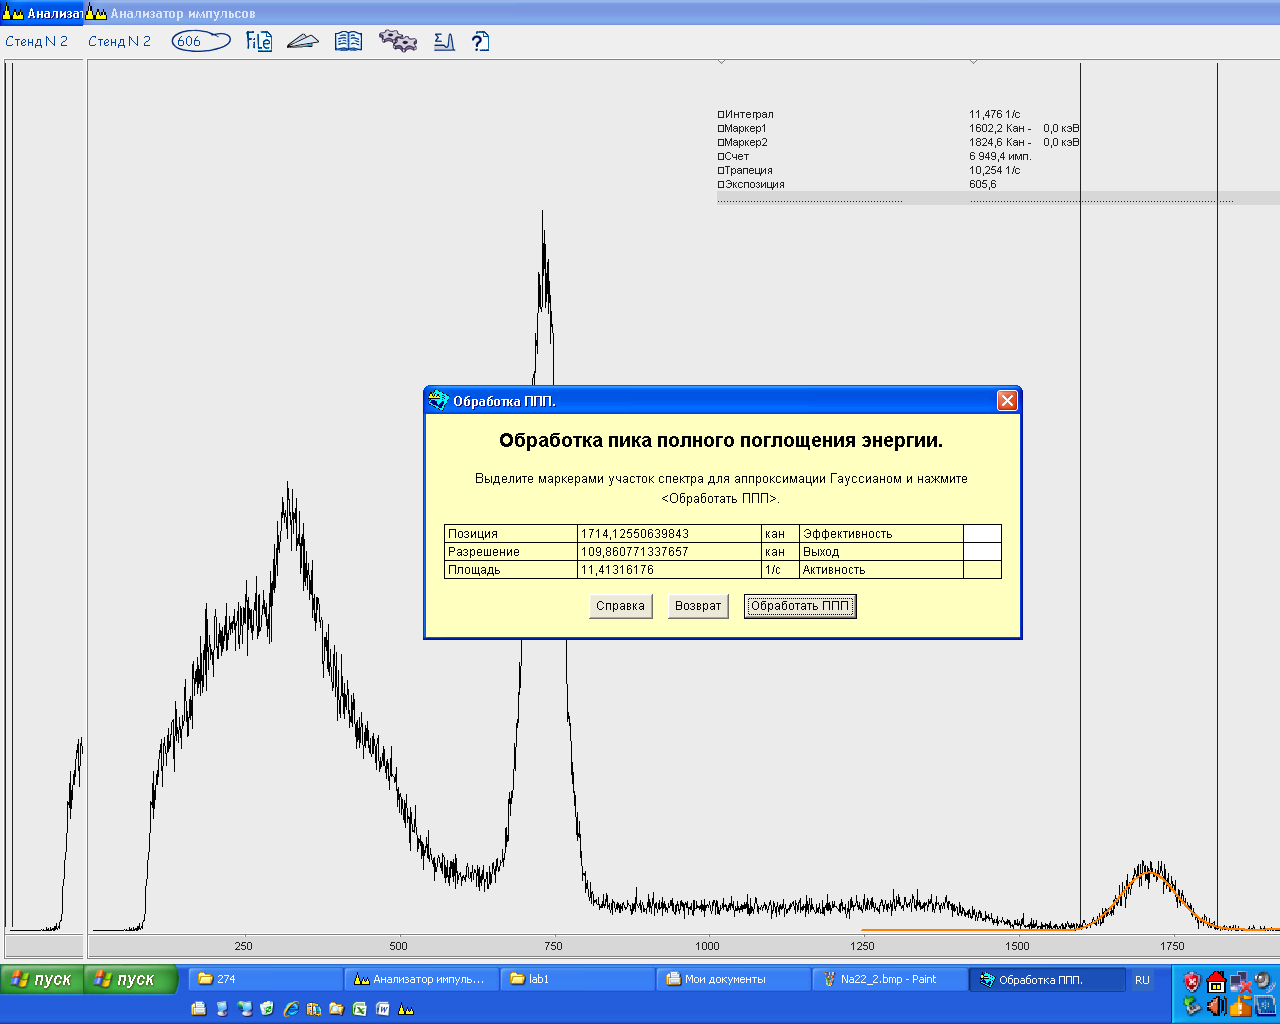 Анализат
Анализатор импульсов
Стенд N 2
Стенд N 2
606
FilE
Интеграл 11,476 1/с
Маркер1 1602,2 Кан - 0,0 кэВ
Маркер2 1824,6 Кан - 0,0 кэВ
Счет 6 949,4 имп.
Трапеция 10,254 1/с
Экспозиция 605,6
Обработка ППП.
Обработка пика полного поглощения энергии.
Выделите маркерами участок спектра для аппроксимации Гауссианом и нажмите
<Обработать ППП>.
Позиция 1714,12550639843 кан Эффективность
Разрешение 109,860771337657 кан Выход
Площадь 11,41316176 1/с Активность
Справка Возврат Обработать ППП
250 500 750 1000 1250 1500 1750
пуск пуск 274 Анализатор импуль... lab1 Мои документы Na22_2.bmp - Paint Обработка ППП. RU